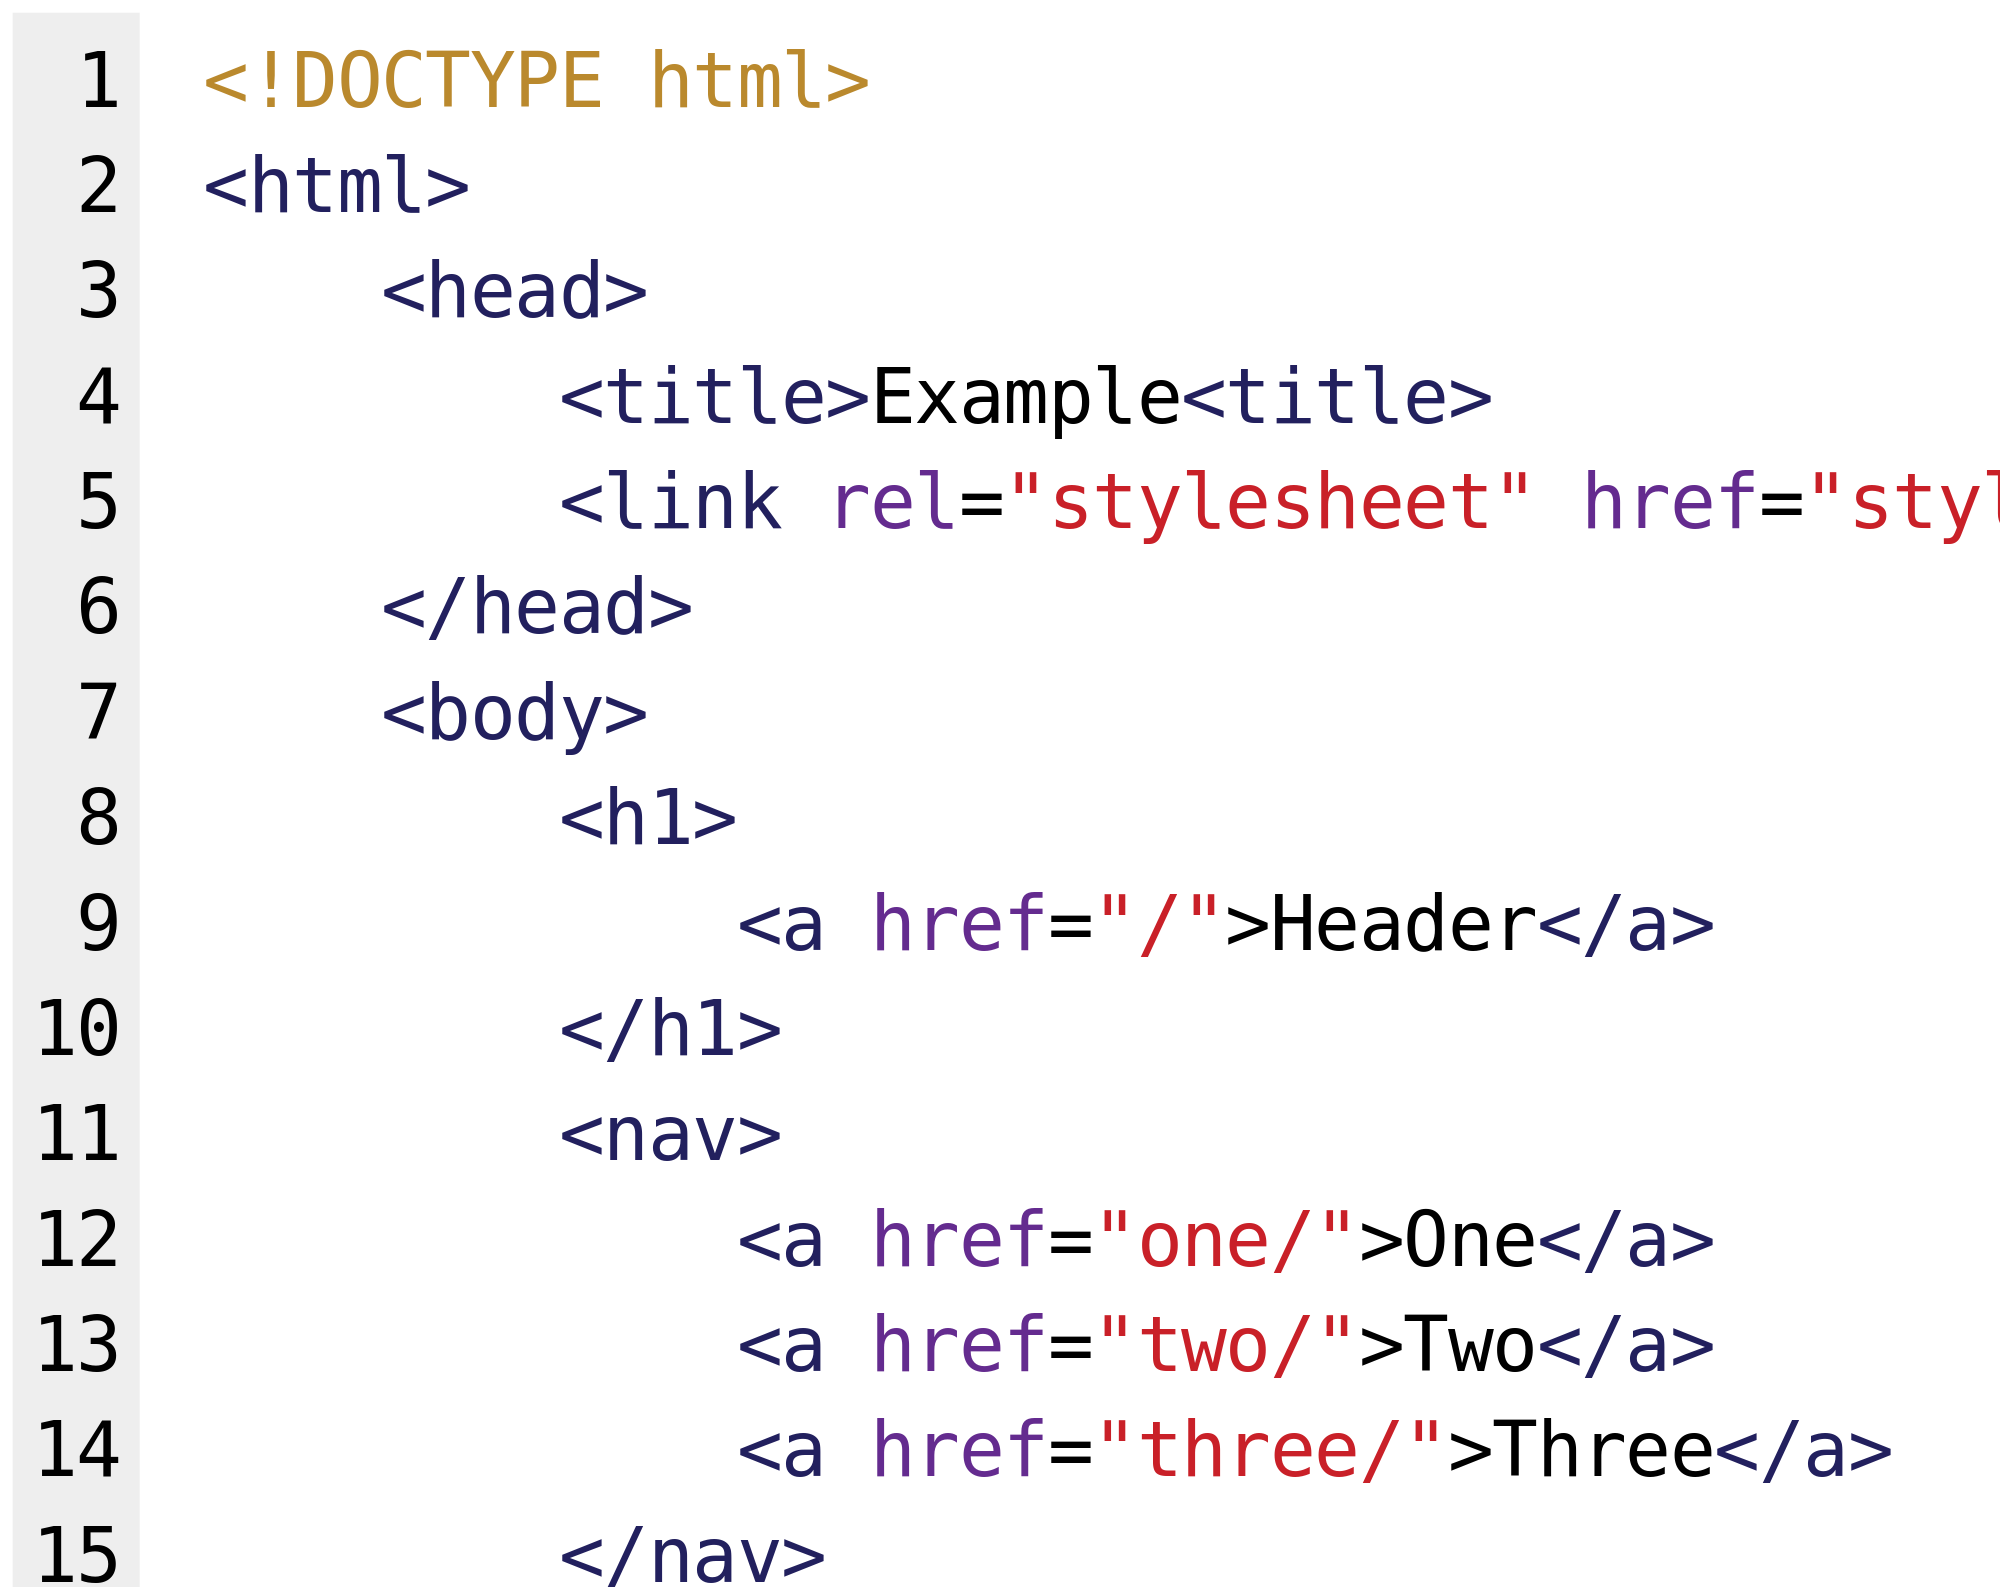 1 <!DOCTYPE html>
2 <html>
3     <head>
4         <title>Example<title>
5         <link rel="stylesheet" href="styl
6     </head>
7     <body>
8         <h1>
9             <a href="/">Header</a>
10         </h1>
11         <nav>
12             <a href="one/">One</a>
13             <a href="two/">Two</a>
14             <a href="three/">Three</a>
15         </nav>